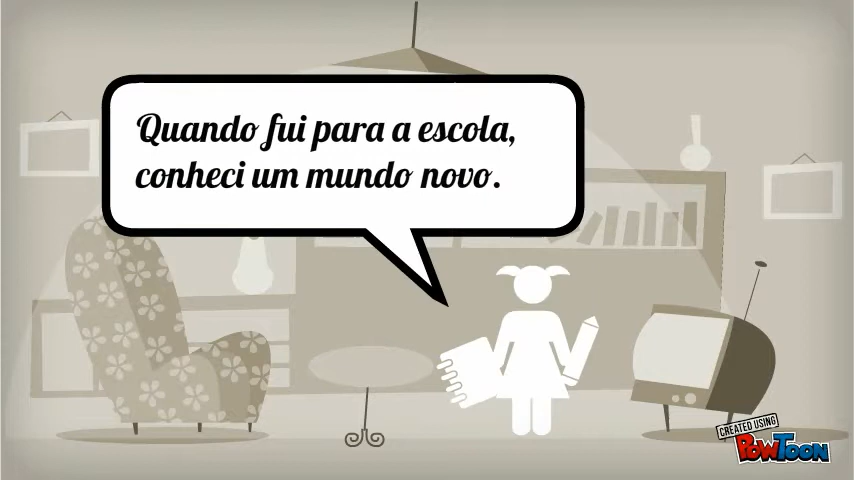 Quando fui para a escola,
conheci um mundo novo.
CREATED USING
POWTOON